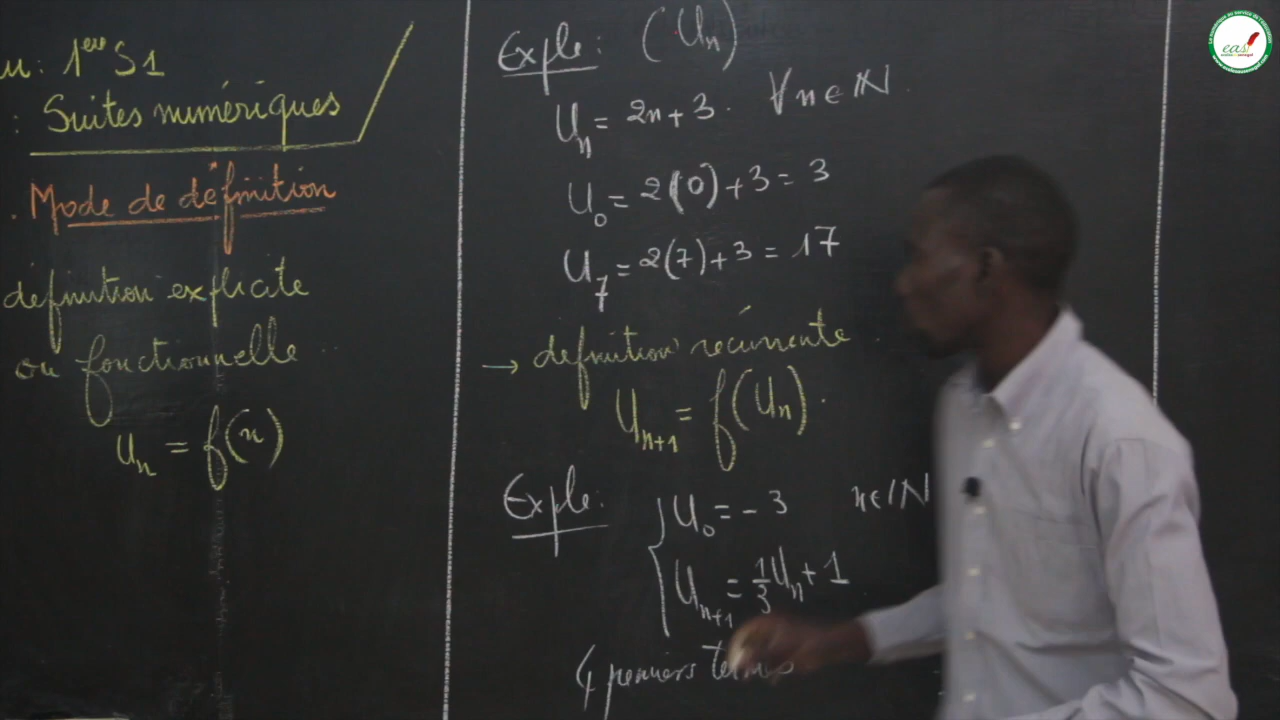 u: 1ere S1
: Suites numériques
. Mode de définition
définition explicite
ou fonctionnelle
Un = f(n)
Exple: (Un)
Un = 2n+3. ∀n∈ℕ.
U0 = 2(0)+3 = 3
U7 = 2(7)+3 = 17
→ définition récurrente.
Un+1 = f(Un).
Exple: { U0 = -3 n∈ℕ
Un+1 = 1/3 Un + 1
4 premiers termes
eas!